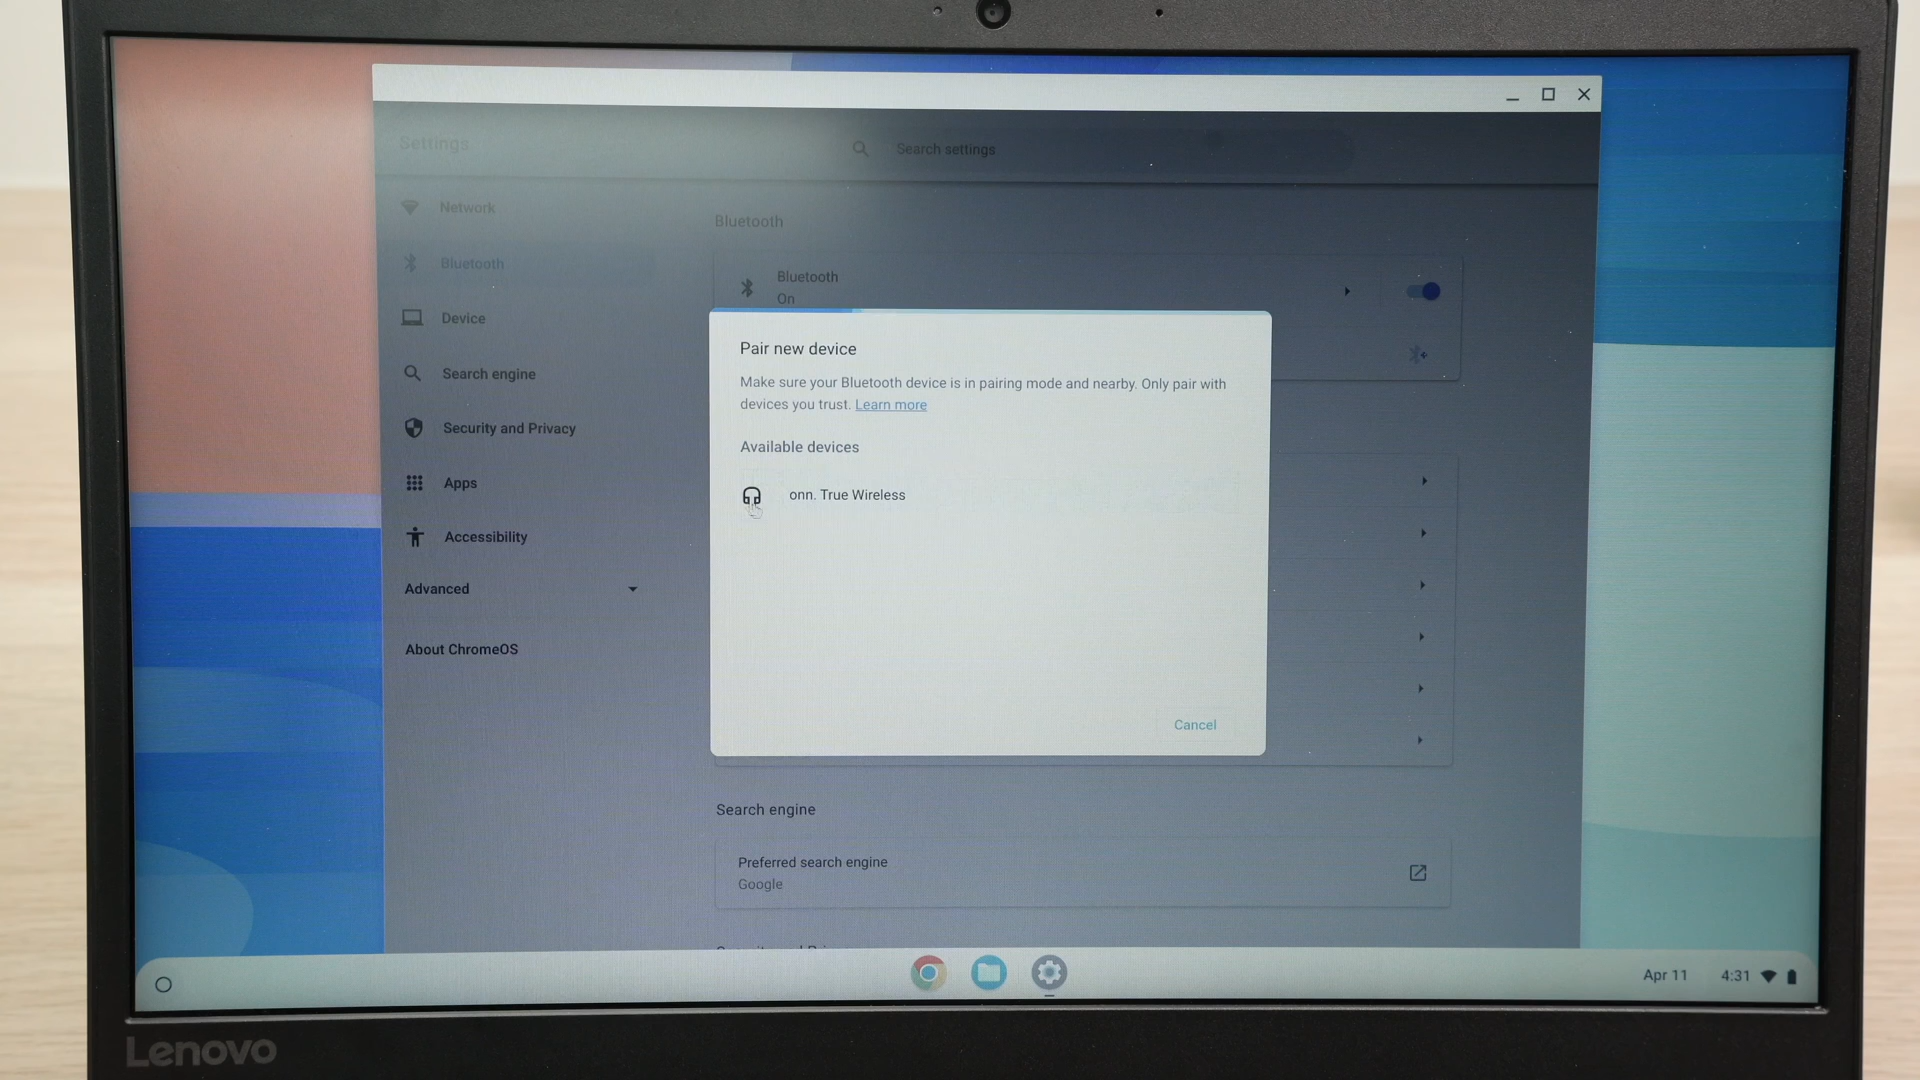 Settings
Search settings
Network
Bluetooth
Device
Search engine
Security and Privacy
Apps
Accessibility
Advanced
About ChromeOS
Bluetooth
Bluetooth
On
Pair new device
Make sure your Bluetooth device is in pairing mode and nearby. Only pair with
devices you trust. Learn more
Available devices
onn. True Wireless
Cancel
Search engine
Preferred search engine
Google
Apr 11 4:31
Lenovo